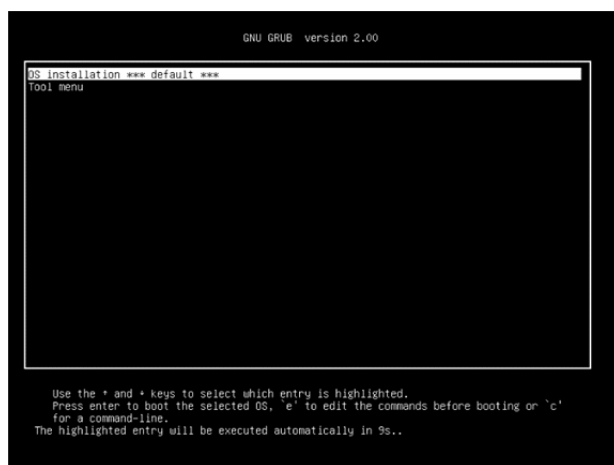 GNU GRUB version 2.00
OS installation *** default ***
Tool menu
Use the ↑ and ↓ keys to select which entry is highlighted.
Press enter to boot the selected OS, `e' to edit the commands before booting or `c'
for a command-line.
The highlighted entry will be executed automatically in 9s..